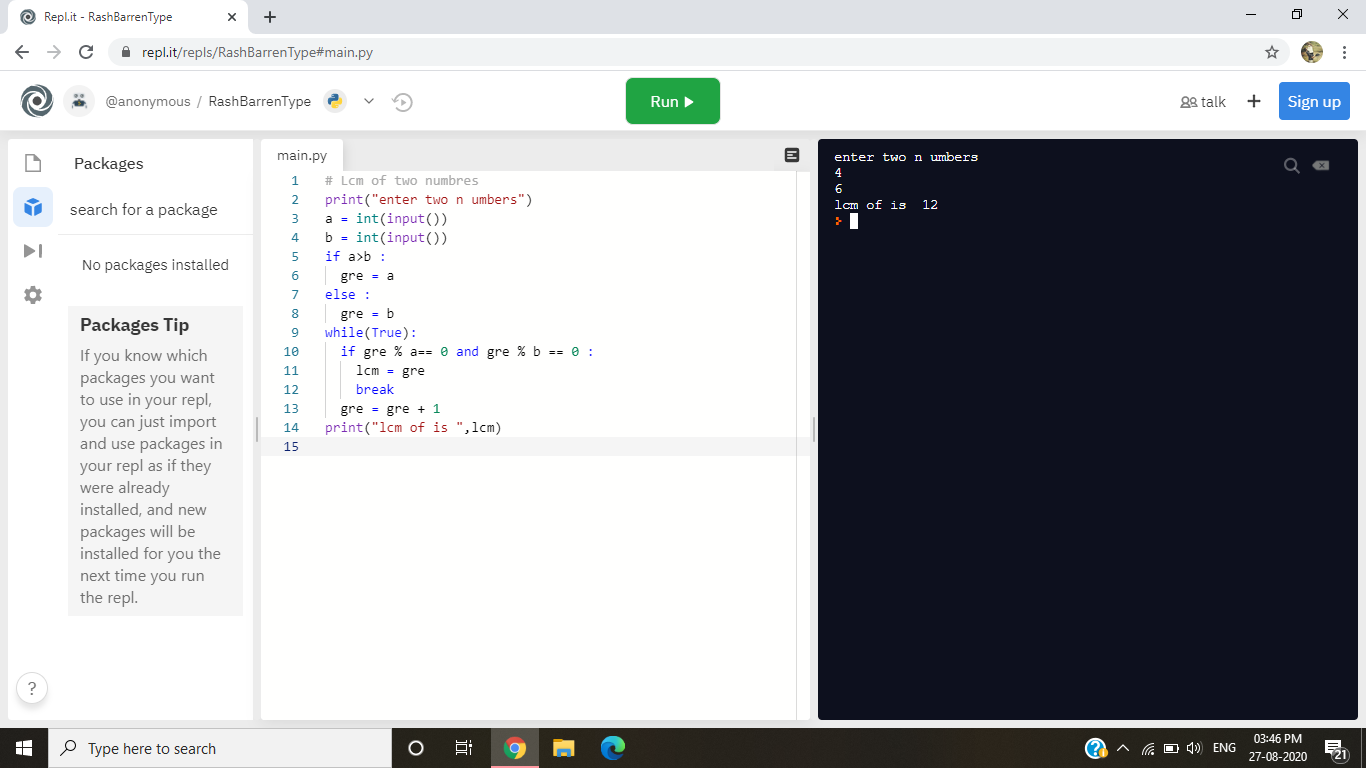 Repl.it - RashBarrenType
repl.it/repls/RashBarrenType#main.py
@anonymous / RashBarrenType
Run
talk
Sign up
Packages
search for a package
No packages installed
Packages Tip
If you know which
packages you want
to use in your repl,
you can just import
and use packages in
your repl as if they
were already
installed, and new
packages will be
installed for you the
next time you run
the repl.
?
main.py
1 # Lcm of two numbres
2 print("enter two n umbers")
3 a = int(input())
4 b = int(input())
5 if a>b :
6   gre = a
7 else :
8   gre = b
9 while(True):
10   if gre % a== 0 and gre % b == 0 :
11     lcm = gre
12     break
13   gre = gre + 1
14 print("lcm of is ",lcm)
15
enter two n umbers
4
6
lcm of is  12
Type here to search
ENG
03:46 PM
27-08-2020
21